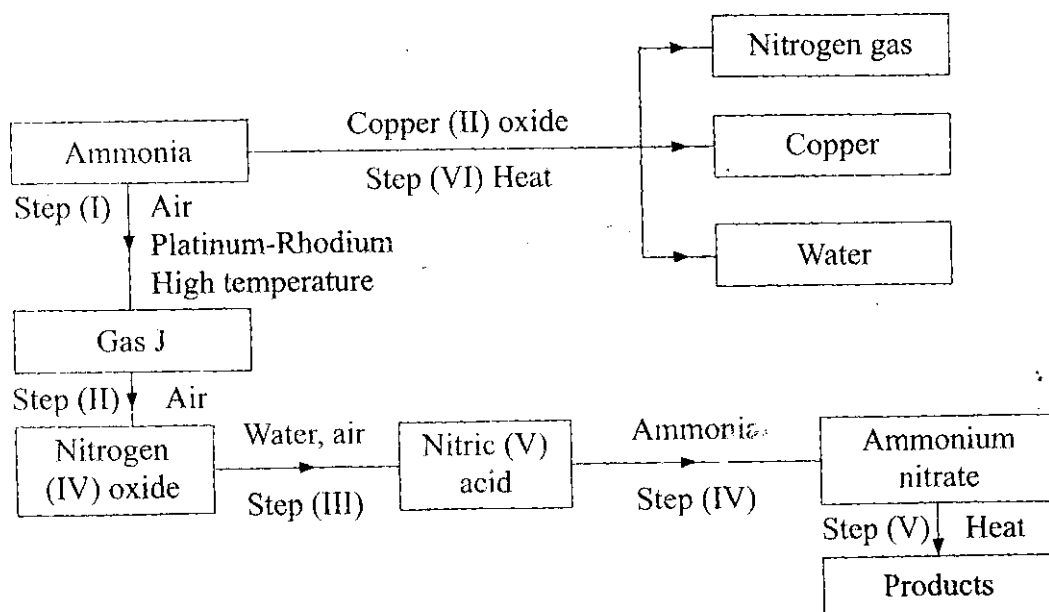 Nitrogen gas
Copper (II) oxide
Ammonia
Copper
Step (VI) Heat
Step (I) Air
Platinum-Rhodium
High temperature
Water
Gas J
Step (II) Air
Nitrogen
(IV) oxide
Water, air
Step (III)
Nitric (V)
acid
Ammonia
Step (IV)
Ammonium
nitrate
Step (V) Heat
Products